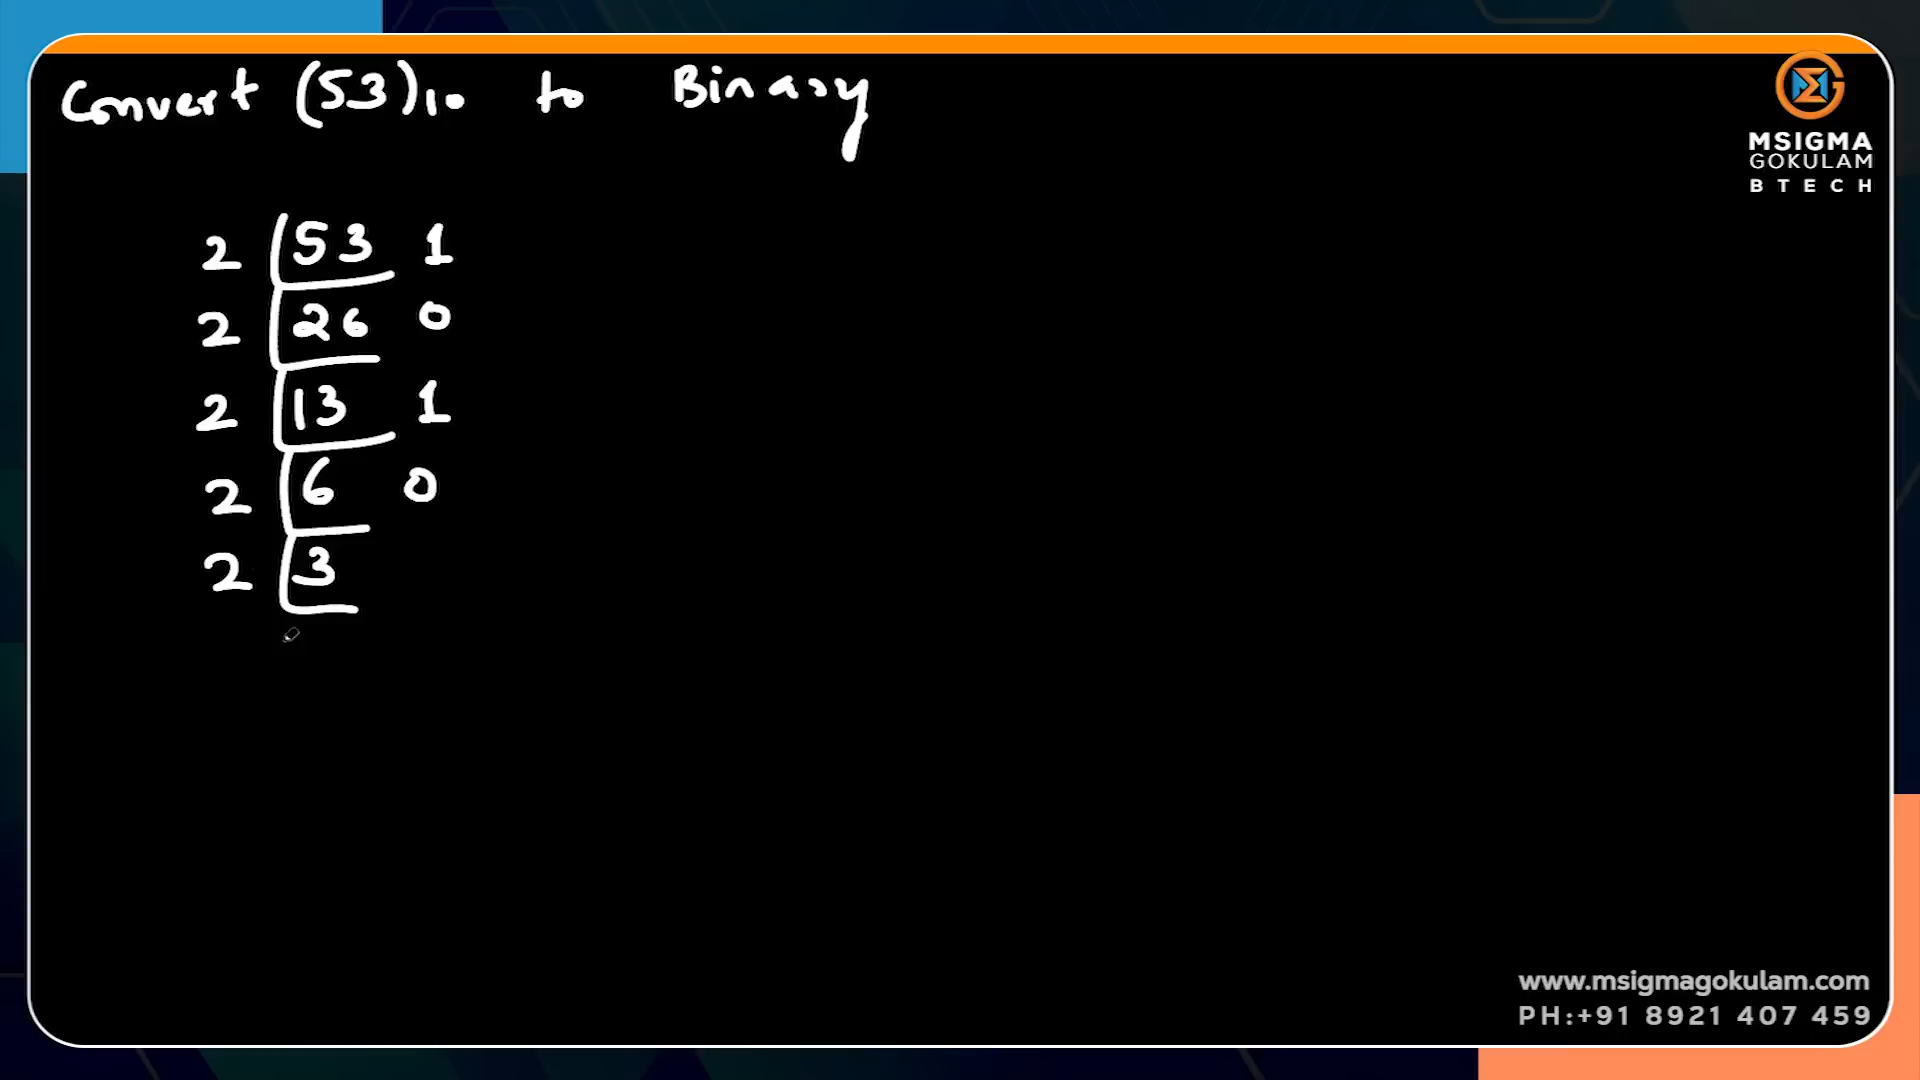 Convert (53)10 to Binary
MSIGMA
GOKULAM
BTECH
2 53 1
2 26 0
2 13 1
2 6 0
2 3
www.msigmagokulam.com
PH:+91 8921 407 459